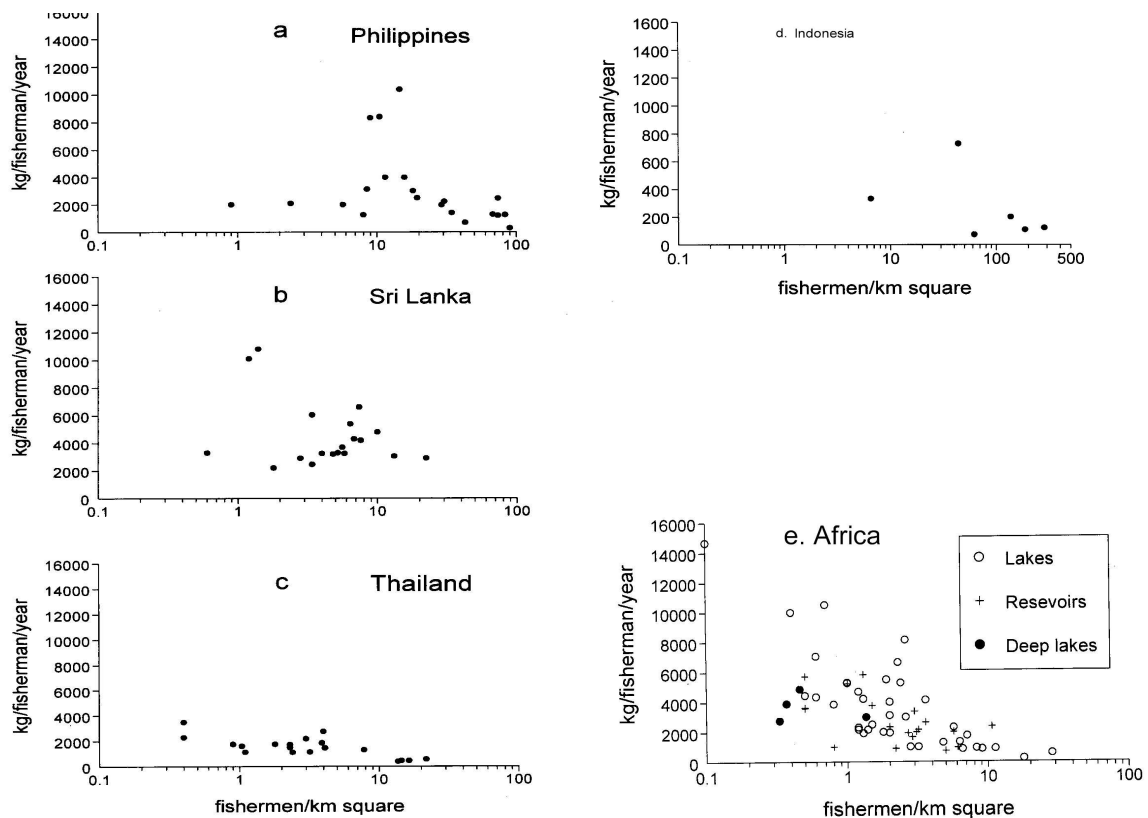 a Philippines
16000
14000
12000
10000
8000
6000
4000
2000
0
kg/fisherman/year
0.1 1 10 100
b Sri Lanka
16000
14000
12000
10000
8000
6000
4000
2000
0
kg/fisherman/year
0.1 1 10 100
c Thailand
16000
14000
12000
10000
8000
6000
4000
2000
0
kg/fisherman/year
0.1 1 10 100
fishermen/km square
d. Indonesia
1600
1400
1200
1000
800
600
400
200
0
kg/fisherman/year
0.1 1 10 100 500
fishermen/km square
e. Africa
16000
14000
12000
10000
8000
6000
4000
2000
0
kg/fisherman/year
0.1 1 10 100
fishermen/km square
Lakes
Resevoirs
Deep lakes